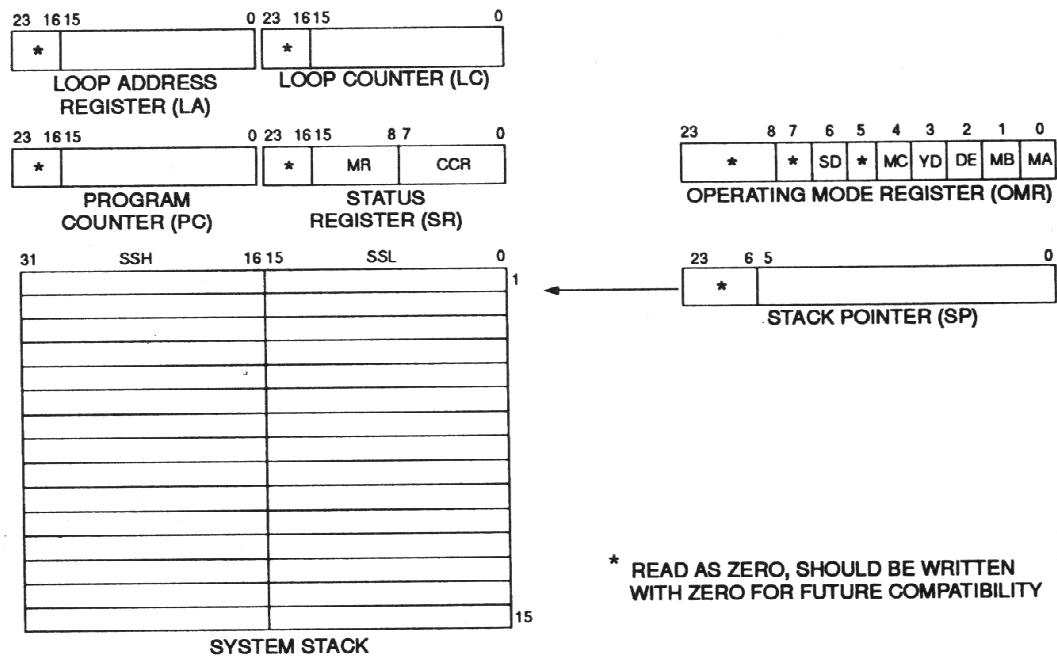 23 16 15 0 23 16 15 0
* *
LOOP ADDRESS
REGISTER (LA)
LOOP COUNTER (LC)
23 16 15 0 23 16 15 8 7 0
* * MR CCR
PROGRAM
COUNTER (PC)
STATUS
REGISTER (SR)
23 8 7 6 5 4 3 2 1 0
* * SD * MC YD DE MB MA
OPERATING MODE REGISTER (OMR)
31 SSH 16 15 SSL 0
1
15
SYSTEM STACK
23 6 5 0
*
STACK POINTER (SP)
* READ AS ZERO, SHOULD BE WRITTEN
WITH ZERO FOR FUTURE COMPATIBILITY